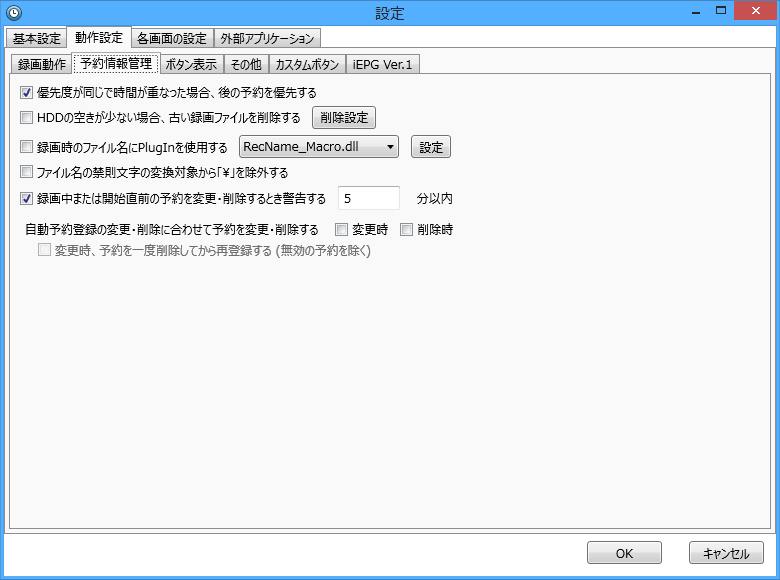 設定
基本設定 動作設定 各画面の設定 外部アプリケーション
録画動作 予約情報管理 ボタン表示 その他 カスタムボタン iEPG Ver.1
優先度が同じで時間が重なった場合、後の予約を優先する
HDDの空きが少ない場合、古い録画ファイルを削除する 削除設定
録画時のファイル名にPlugInを使用する RecName_Macro.dll 設定
ファイル名の禁則文字の変換対象から「¥」を除外する
録画中または開始直前の予約を変更・削除するとき警告する 5 分以内
自動予約登録の変更・削除に合わせて予約を変更・削除する 変更時 削除時
変更時、予約を一度削除してから再登録する (無効の予約を除く)
OK キャンセル